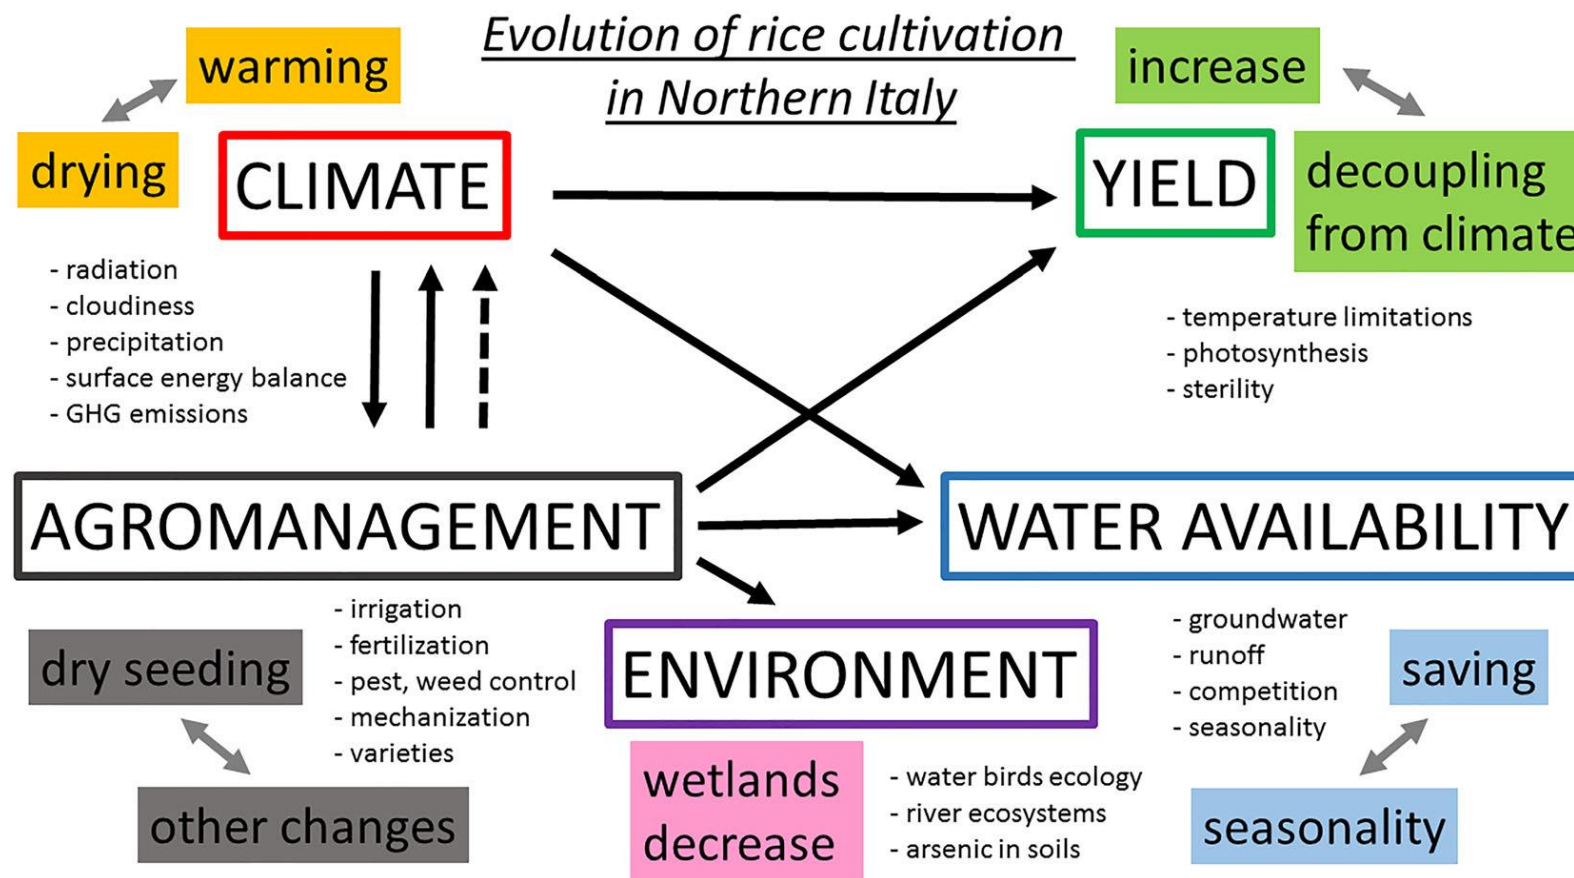 Evolution of rice cultivation
in Northern Italy
warming
drying
CLIMATE
- radiation
- cloudiness
- precipitation
- surface energy balance
- GHG emissions
increase
YIELD
decoupling
from climate
- temperature limitations
- photosynthesis
- sterility
AGROMANAGEMENT
dry seeding
other changes
- irrigation
- fertilization
- pest, weed control
- mechanization
- varieties
ENVIRONMENT
wetlands
decrease
- water birds ecology
- river ecosystems
- arsenic in soils
WATER AVAILABILITY
- groundwater
- runoff
- competition
- seasonality
saving
seasonality